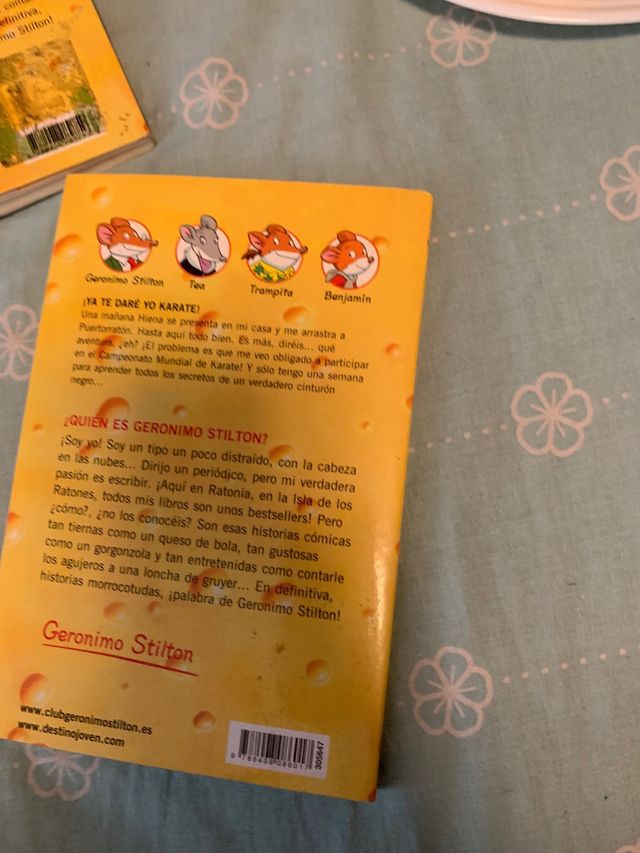 definitiva,
mo Stilton!
Geronimo Stilton
Tea
Trampita
Benjamín
¡YA TE DARÉ YO KARATE!
Una mañana Hiena se presenta en mi casa y me arrastra a
Puertorratón. Hasta aquí todo bien. Es más, diréis... qué
aventura, ¿eh? ¡El problema es que me veo obligado a participar
en el Campeonato Mundial de Karate! Y sólo tengo una semana
para aprender todos los secretos de un verdadero cinturón
negro...
¿QUIÉN ES GERONIMO STILTON?
¡Soy yo! Soy un tipo un poco distraído, con la cabeza
en las nubes... Dirijo un periódico, pero mi verdadera
pasión es escribir. ¡Aquí en Ratonia, en la Isla de los
Ratones, todos mis libros son unos bestsellers! Pero
¿cómo?, ¿no los conocéis? Son esas historias cómicas
tan tiernas como un queso de bola, tan gustosas
como un gorgonzola y tan entretenidas como contarle
los agujeros a una loncha de gruyer... En definitiva,
historias morrocotudas, ¡palabra de Geronimo Stilton!
Geronimo Stilton
www.clubgeronimostilton.es
www.destinojoven.com
305647